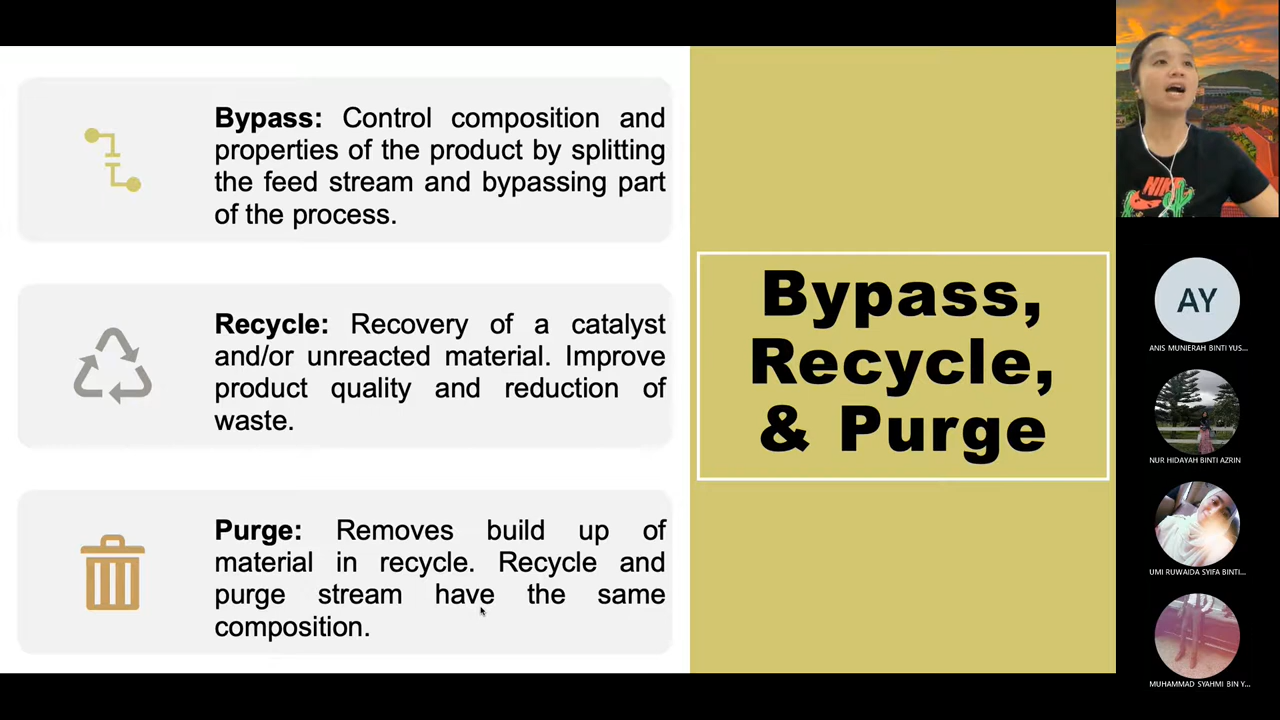 Bypass: Control composition and
properties of the product by splitting
the feed stream and bypassing part
of the process.
Recycle: Recovery of a catalyst
and/or unreacted material. Improve
product quality and reduction of
waste.
Purge: Removes build up of
material in recycle. Recycle and
purge stream have the same
composition.
Bypass,
Recycle,
& Purge
NIKE
AY
ANIS MUNIERAH BINTI YUS...
NUR HIDAYAH BINTI AZRIN
UMI RUWAIDA SYIFA BINTI...
MUHAMMAD SYAHMI BIN Y...